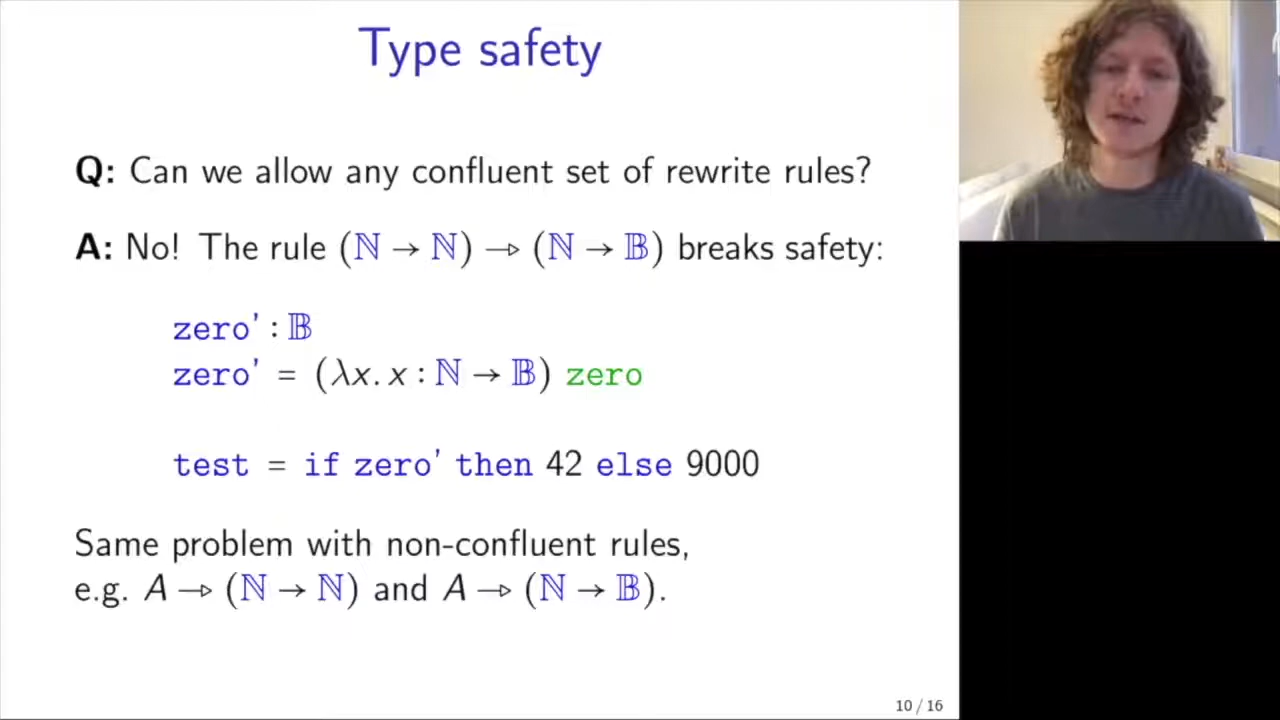 Type safety
Q: Can we allow any confluent set of rewrite rules?
A: No! The rule (ℕ → ℕ) ⇾ (ℕ → 𝔹) breaks safety:
zero' : 𝔹
zero' = (λx. x : ℕ → 𝔹) zero
test = if zero' then 42 else 9000
Same problem with non-confluent rules,
e.g. A ⇾ (ℕ → ℕ) and A ⇾ (ℕ → 𝔹).
10 / 16